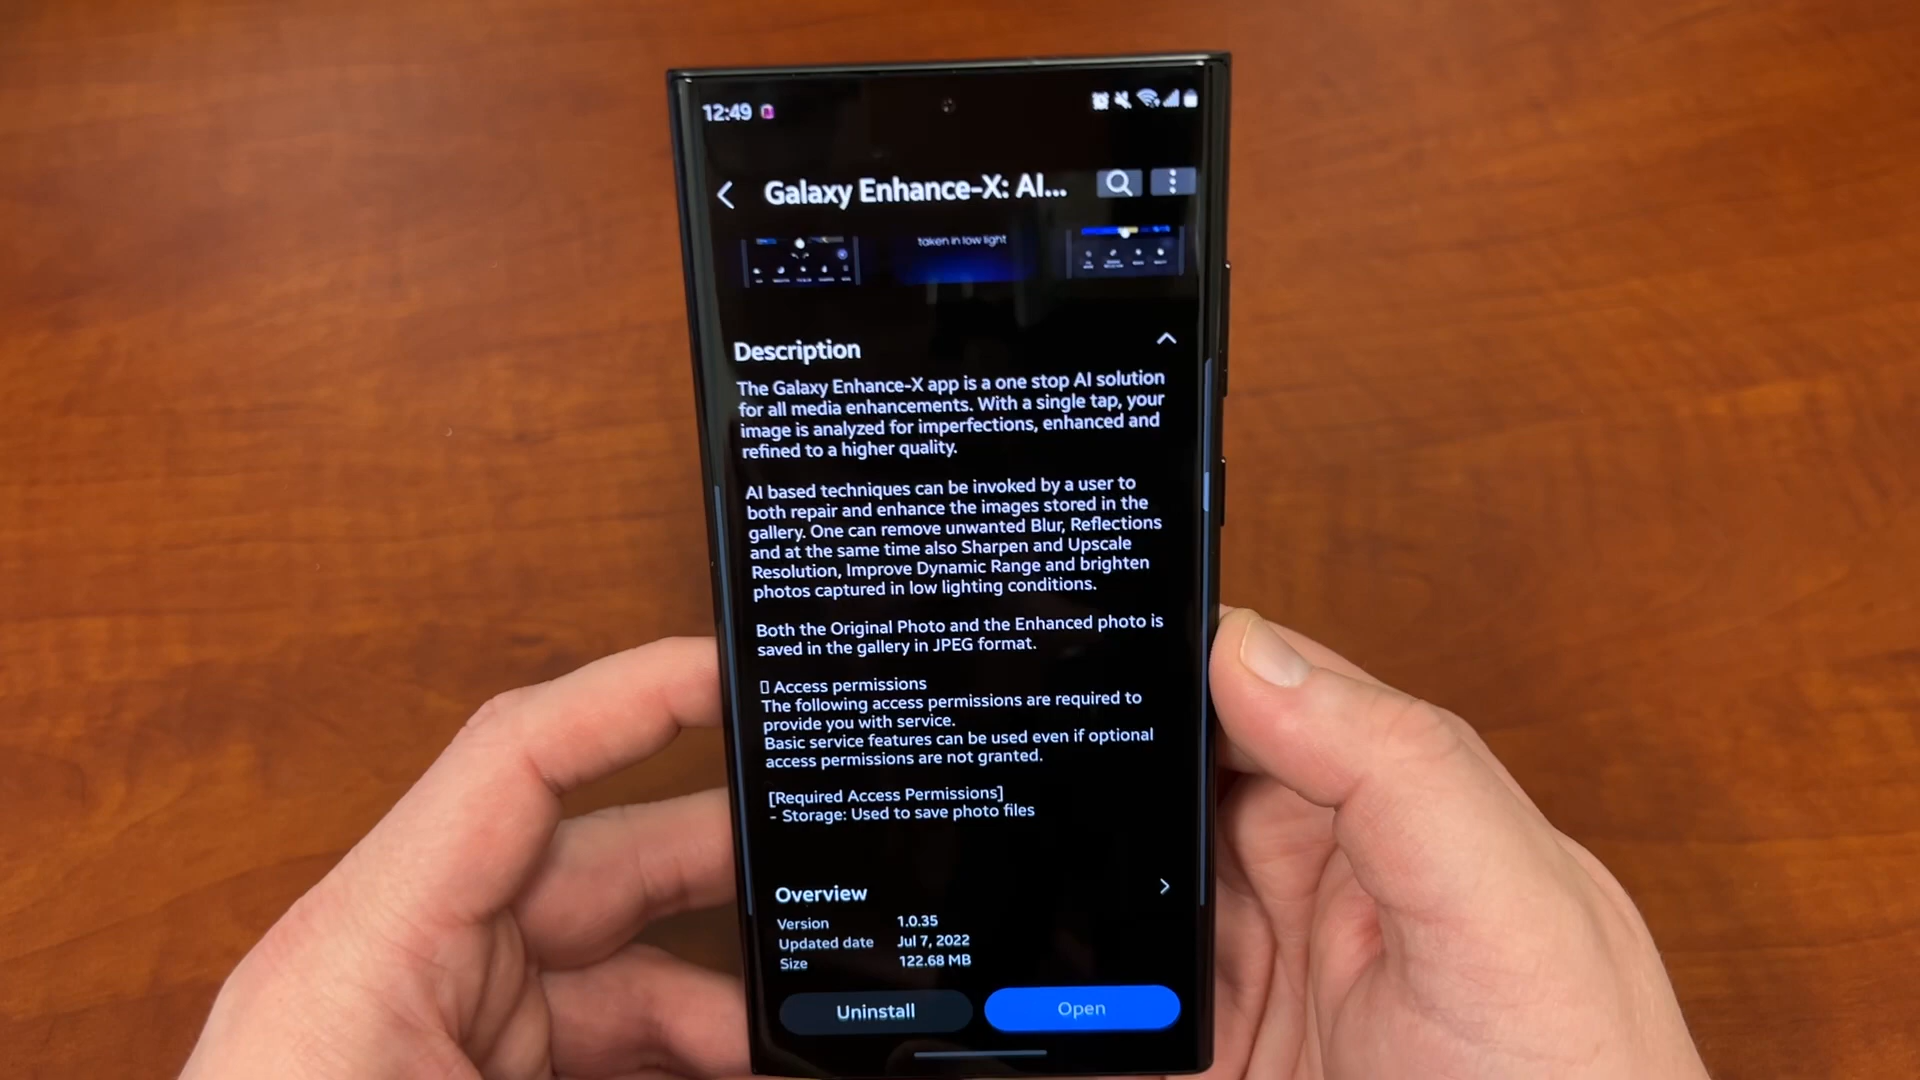 12:49
Galaxy Enhance-X: AI...
taken in low light
Description
The Galaxy Enhance-X app is a one stop AI solution
for all media enhancements. With a single tap, your
image is analyzed for imperfections, enhanced and
refined to a higher quality.
AI based techniques can be invoked by a user to
both repair and enhance the images stored in the
gallery. One can remove unwanted Blur, Reflections
and at the same time also Sharpen and Upscale
Resolution, Improve Dynamic Range and brighten
photos captured in low lighting conditions.
Both the Original Photo and the Enhanced photo is
saved in the gallery in JPEG format.
▯ Access permissions
The following access permissions are required to
provide you with service.
Basic service features can be used even if optional
access permissions are not granted.
[Required Access Permissions]
- Storage: Used to save photo files
Overview
Version 1.0.35
Updated date Jul 7, 2022
Size 122.68 MB
Uninstall Open